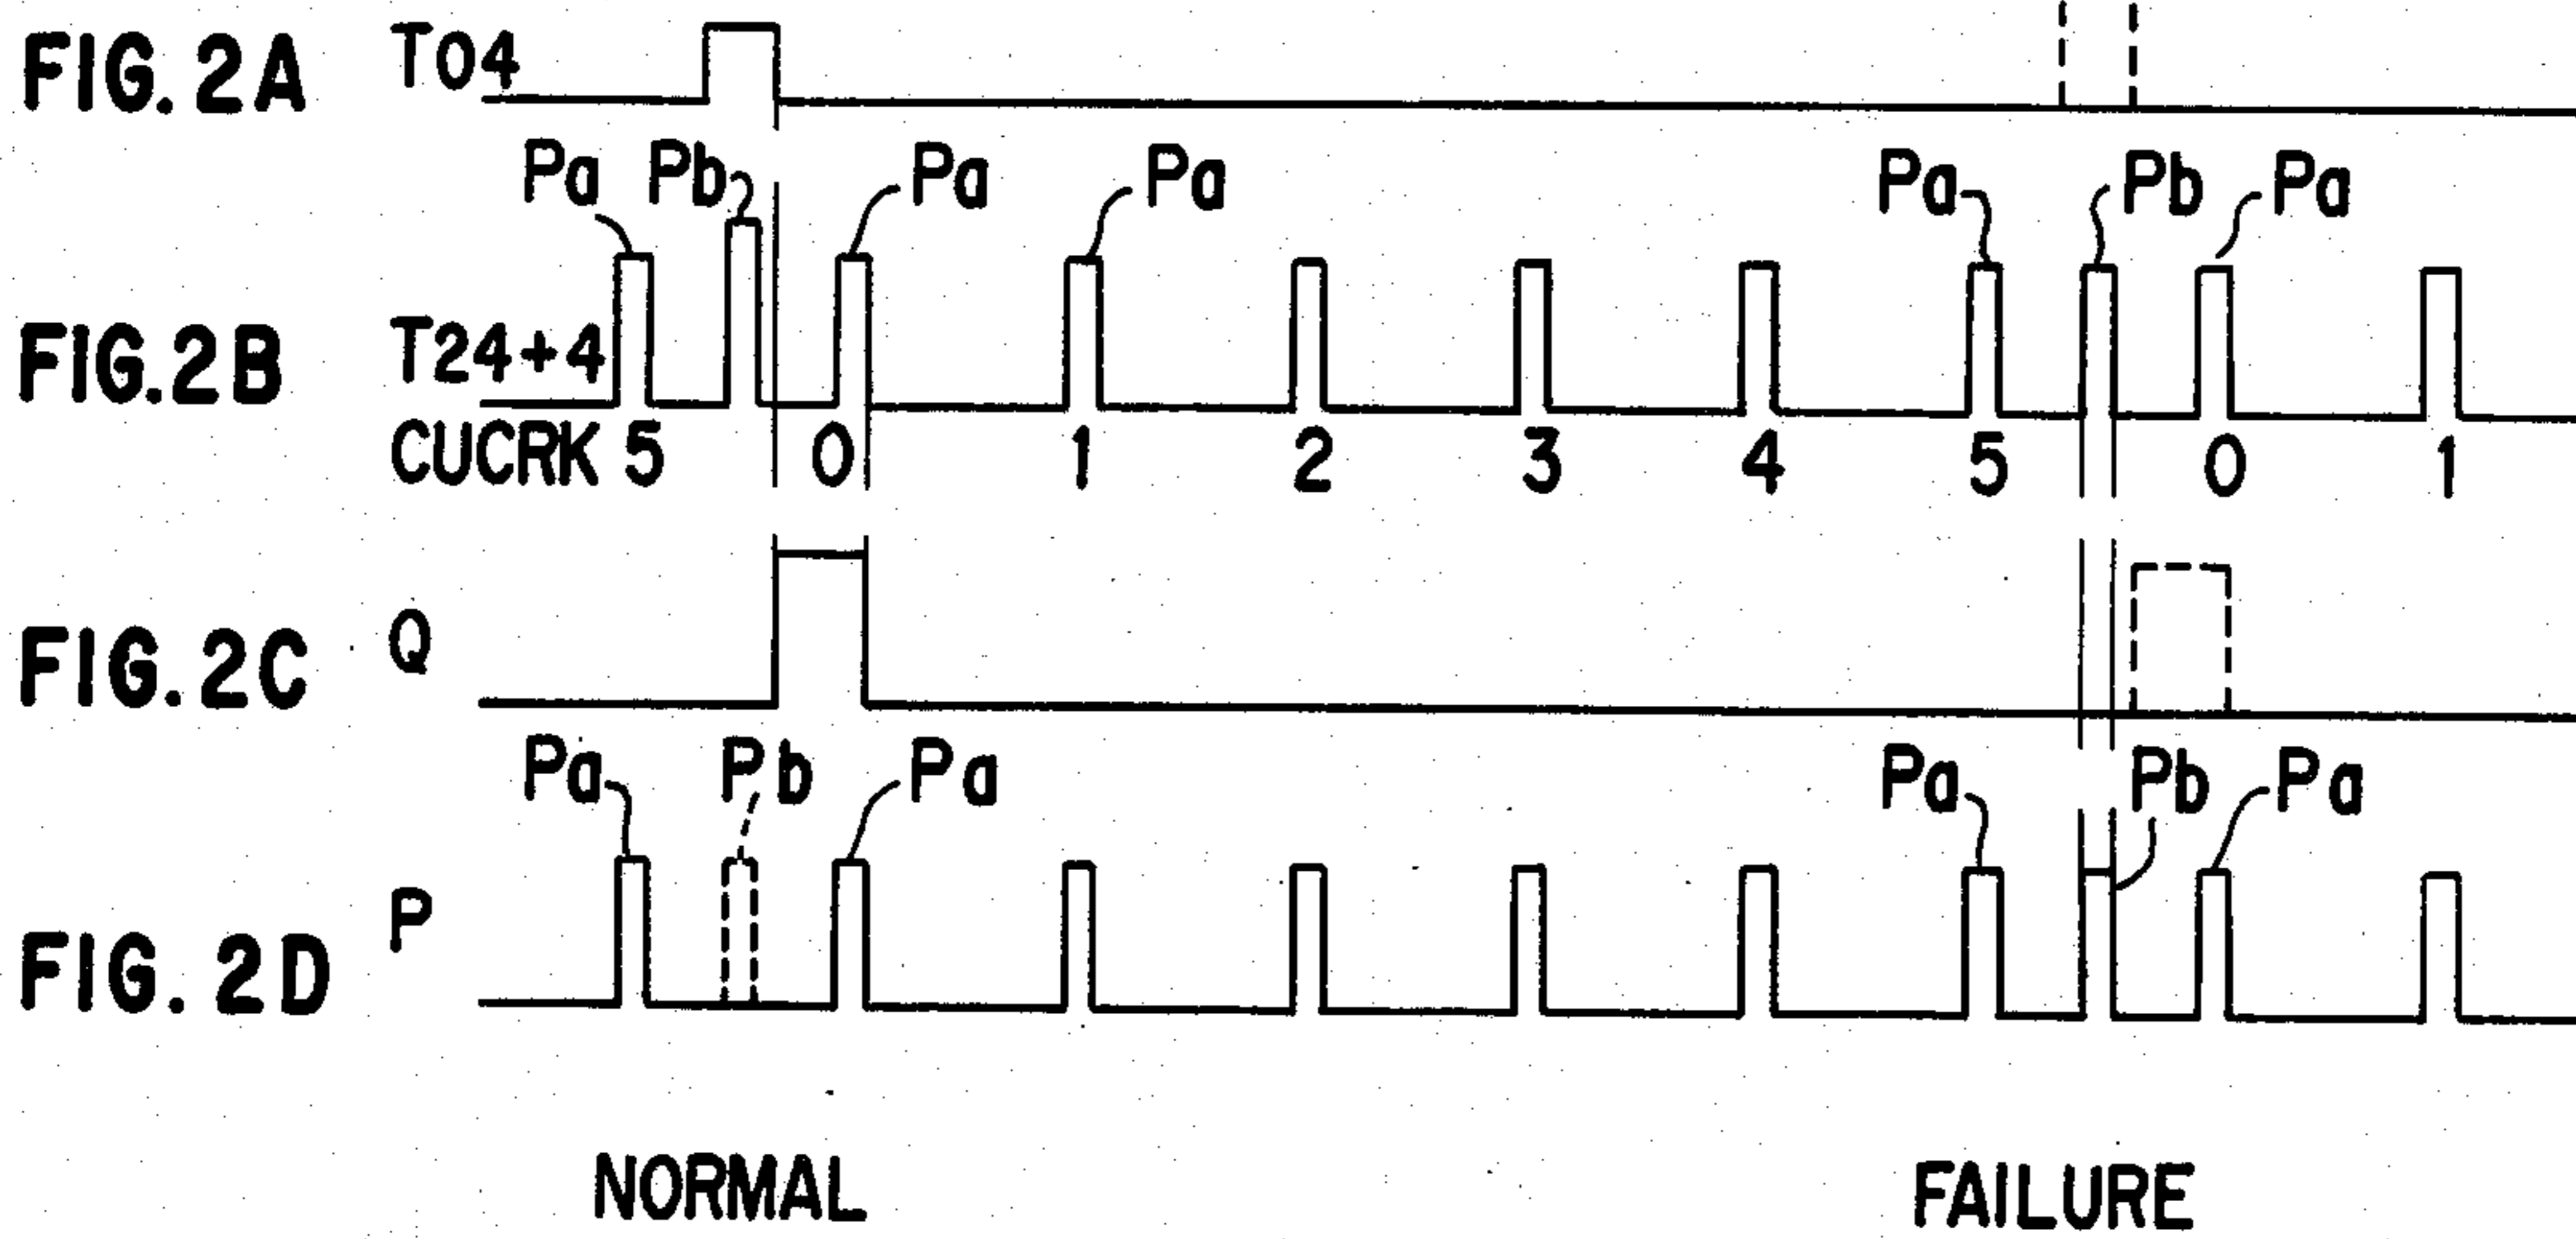 FIG. 2A T04
Pa Pb Pa Pa Pa Pb Pa
FIG. 2B T24+4
CUCRK 5 0 1 2 3 4 5 0 1
FIG. 2C Q
Pa Pb Pa Pa Pb Pa
FIG. 2D P
NORMAL FAILURE